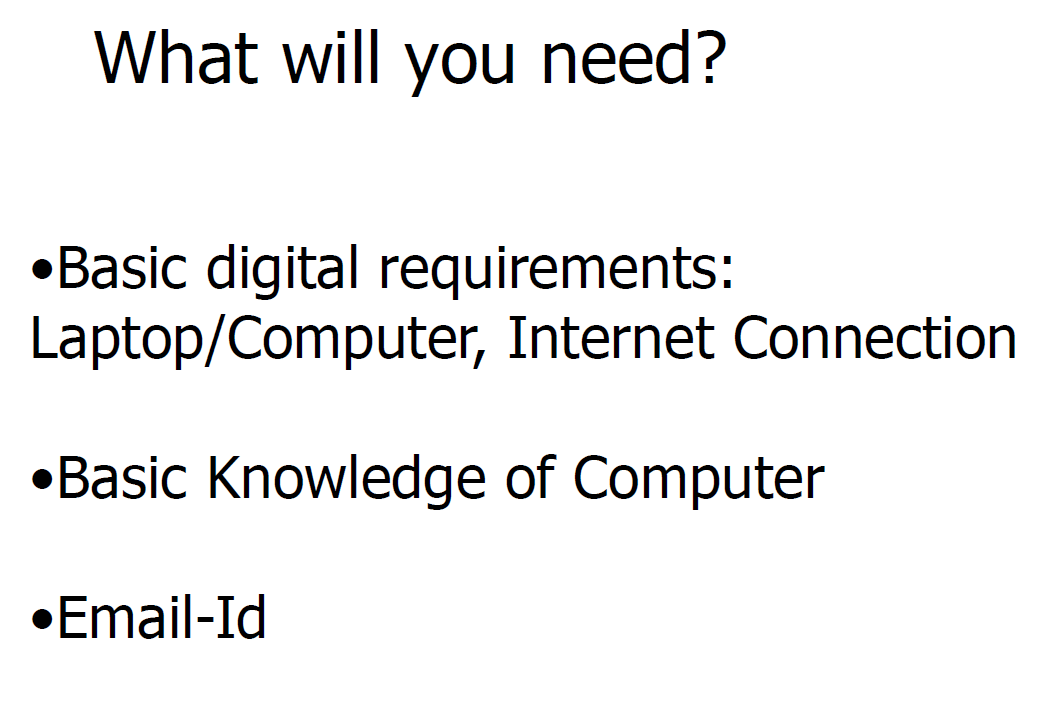 What will you need?
•Basic digital requirements:
Laptop/Computer, Internet Connection
•Basic Knowledge of Computer
•Email-Id